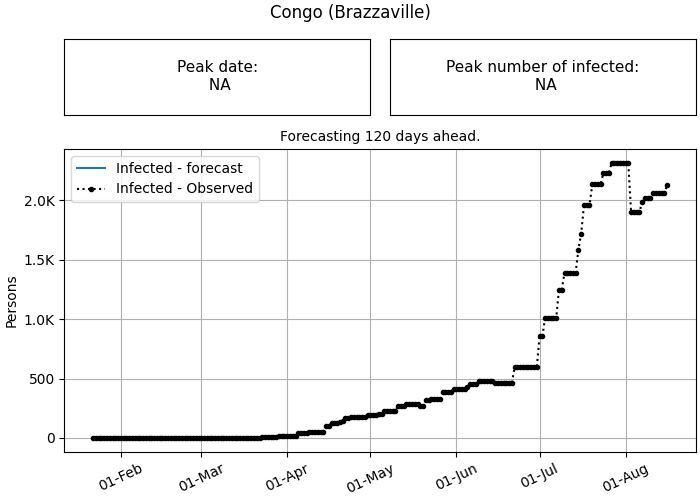 Congo (Brazzaville)
Peak date:
NA
Peak number of infected:
NA
Forecasting 120 days ahead.
Infected - forecast
Infected - Observed
2.0K
1.5K
1.0K
500
0
Persons
01-Feb
01-Mar
01-Apr
01-May
01-Jun
01-Jul
01-Aug